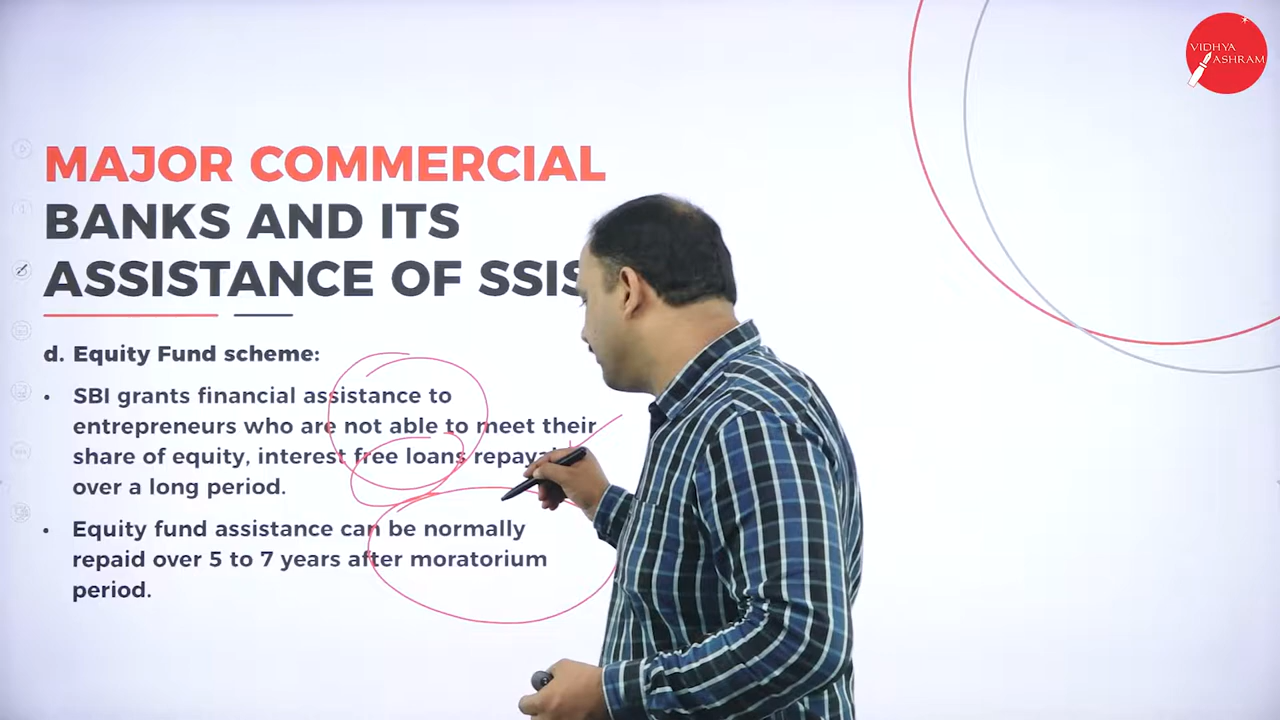 VIDHYA
ASHRAM
MAJOR COMMERCIAL
BANKS AND ITS
ASSISTANCE OF SSIS
d. Equity Fund scheme:
• SBI grants financial assistance to
entrepreneurs who are not able to meet their
share of equity, interest free loans
over a long period.
• Equity fund assistance can be normally
repaid over 5 to 7 years after moratorium
period.